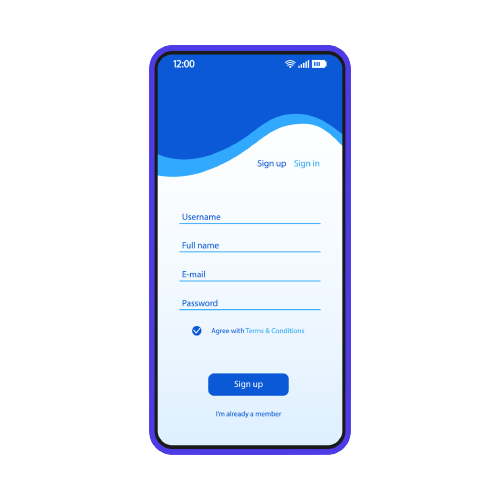 12:00
Sign up Sign in
Username
Full name
E-mail
Password
Agree with Terms & Conditions
Sign up
I'm already a member